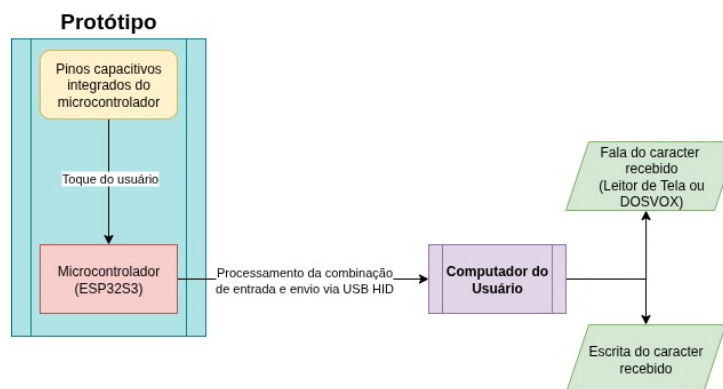 Protótipo
Pinos capacitivos
integrados do
microcontrolador
Toque do usuário
Microcontrolador
(ESP32S3)
Processamento da combinação
de entrada e envio via USB HID
Computador do
Usuário
Fala do caracter
recebido
(Leitor de Tela ou
DOSVOX)
Escrita do caracter
recebido